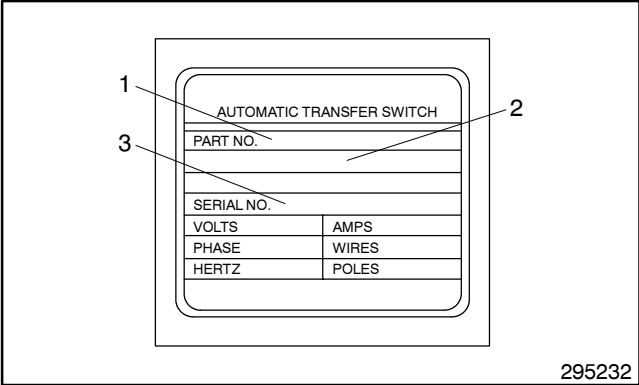 1
AUTOMATIC TRANSFER SWITCH
2
PART NO.
3
SERIAL NO.
VOLTS AMPS
PHASE WIRES
HERTZ POLES
295232